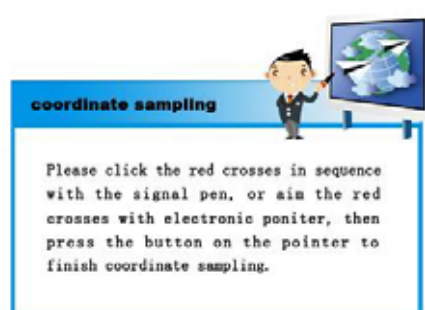 coordinate sampling
Please click the red crosses in sequence
with the signal pen, or aim the red
crosses with electronic poniter, then
press the button on the pointer to
finish coordinate sampling.